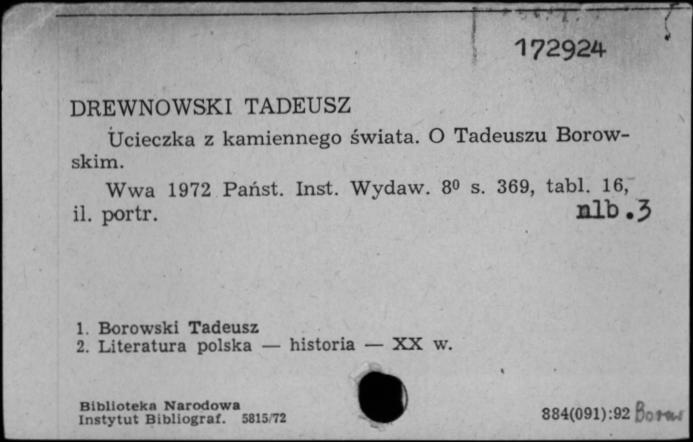 172924
DREWNOWSKI TADEUSZ
Ucieczka z kamiennego świata. O Tadeuszu Borow-
skim.
Wwa 1972 Państ. Inst. Wydaw. 8⁰ s. 369, tabl. 16,
il. portr. nlb.3
1. Borowski Tadeusz
2. Literatura polska — historia — XX w.
Biblioteka Narodowa
Instytut Bibliograf. 5815/72
884(091):92